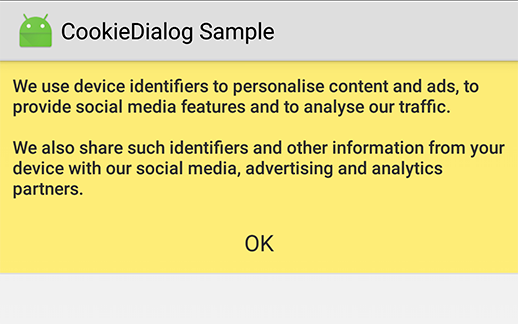 CookieDialog Sample
We use device identifiers to personalise content and ads, to
provide social media features and to analyse our traffic.
We also share such identifiers and other information from your
device with our social media, advertising and analytics
partners.
OK